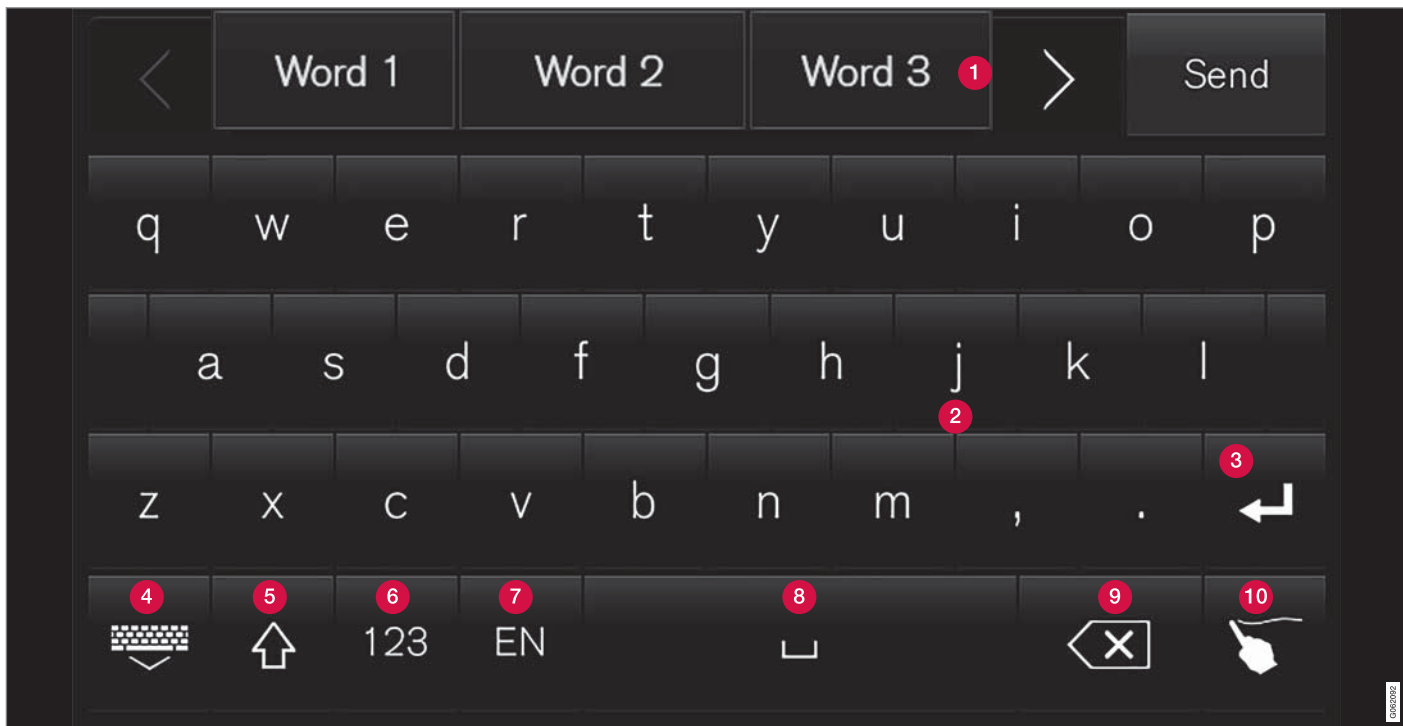 Word 1 Word 2 Word 3 1 Send
q w e r t y u i o p
a s d f g h j k l
2
z x c v b n m , . 3
4 5 6 7 8 9 10
123 EN
G062092